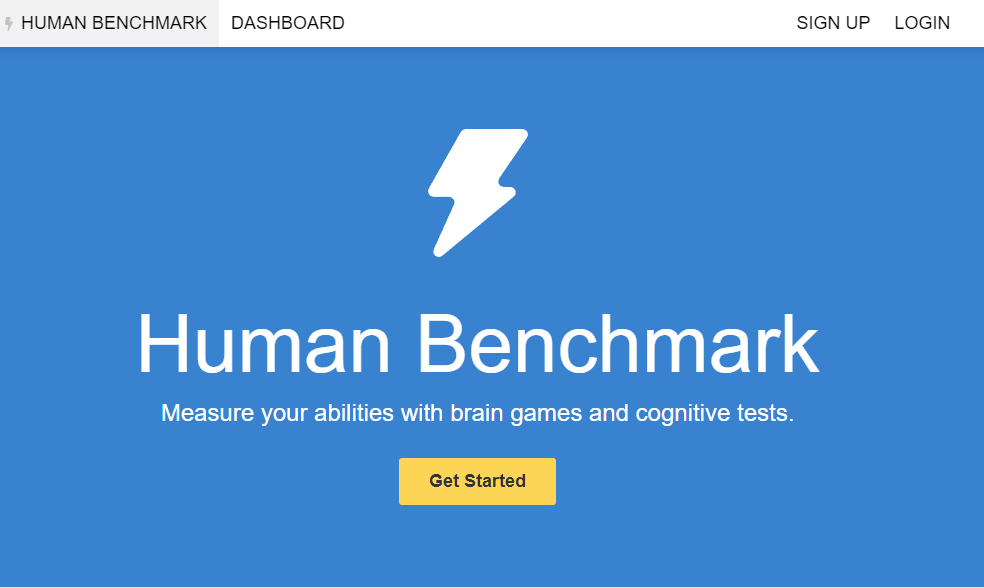 HUMAN BENCHMARK DASHBOARD SIGN UP LOGIN
Human Benchmark
Measure your abilities with brain games and cognitive tests.
Get Started